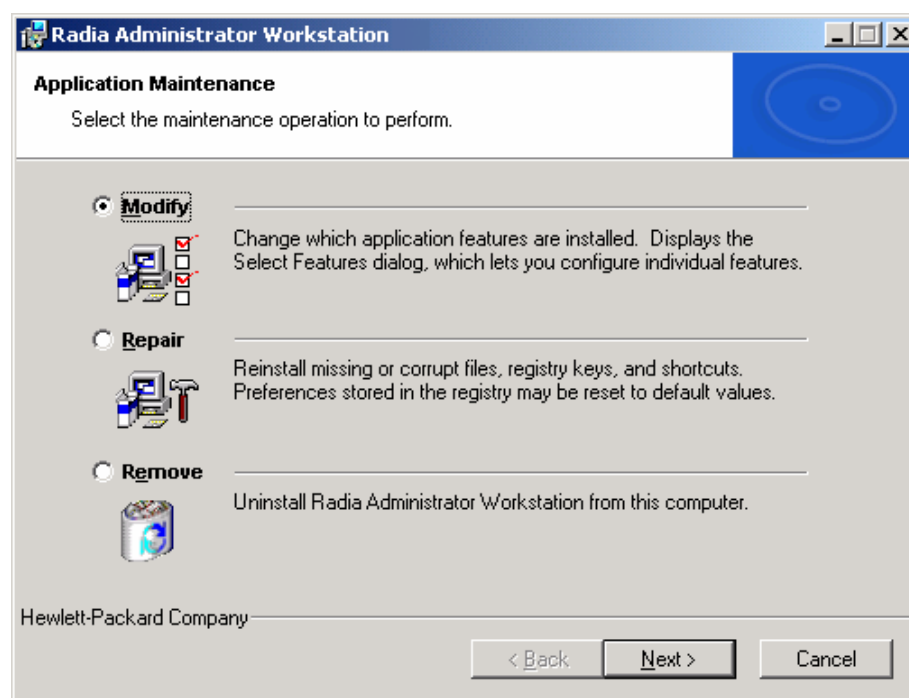 Radia Administrator Workstation
Application Maintenance
Select the maintenance operation to perform.
Modify
Change which application features are installed. Displays the
Select Features dialog, which lets you configure individual features.
Repair
Reinstall missing or corrupt files, registry keys, and shortcuts.
Preferences stored in the registry may be reset to default values.
Remove
Uninstall Radia Administrator Workstation from this computer.
Hewlett-Packard Company
< Back Next > Cancel